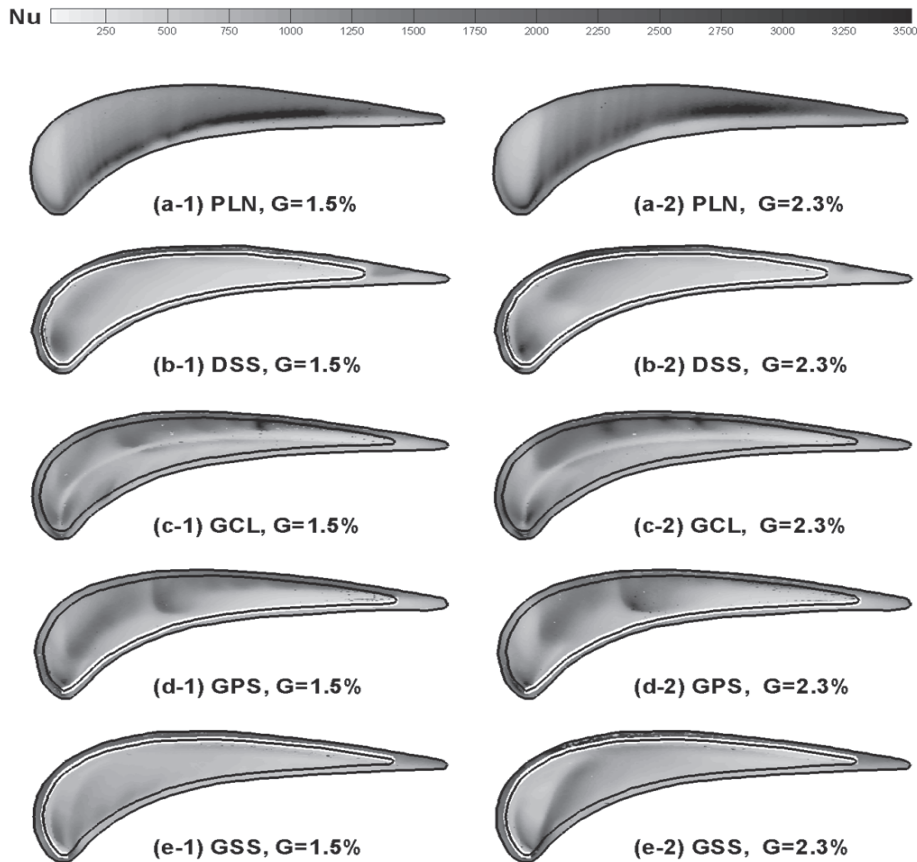 Nu
250 500 750 1000 1250 1500 1750 2000 2250 2500 2750 3000 3250 3500
(a-1) PLN, G=1.5%
(a-2) PLN, G=2.3%
(b-1) DSS, G=1.5%
(b-2) DSS, G=2.3%
(c-1) GCL, G=1.5%
(c-2) GCL, G=2.3%
(d-1) GPS, G=1.5%
(d-2) GPS, G=2.3%
(e-1) GSS, G=1.5%
(e-2) GSS, G=2.3%